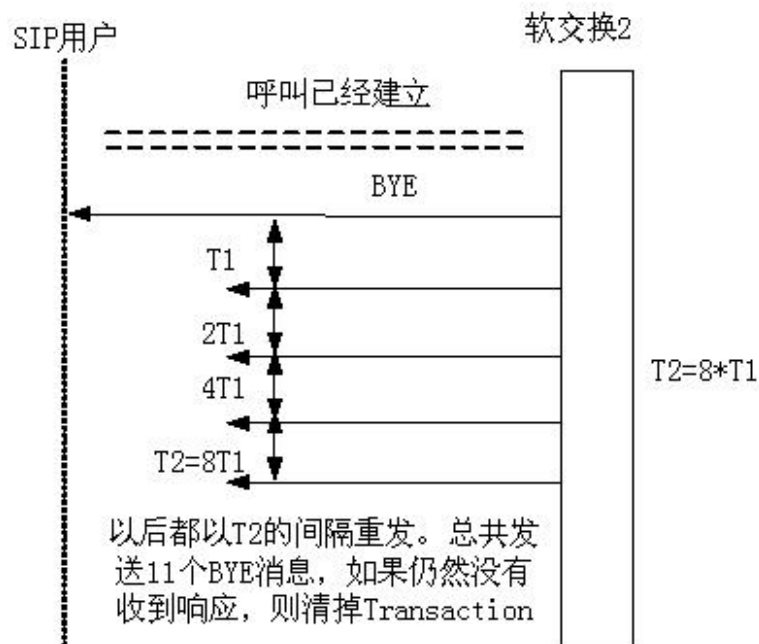 SIP用户
软交换2
呼叫已经建立
BYE
T1
2T1
4T1
T2=8T1
T2=8*T1
以后都以T2的间隔重发。总共发
送11个BYE消息，如果仍然没有
收到响应，则清掉Transaction